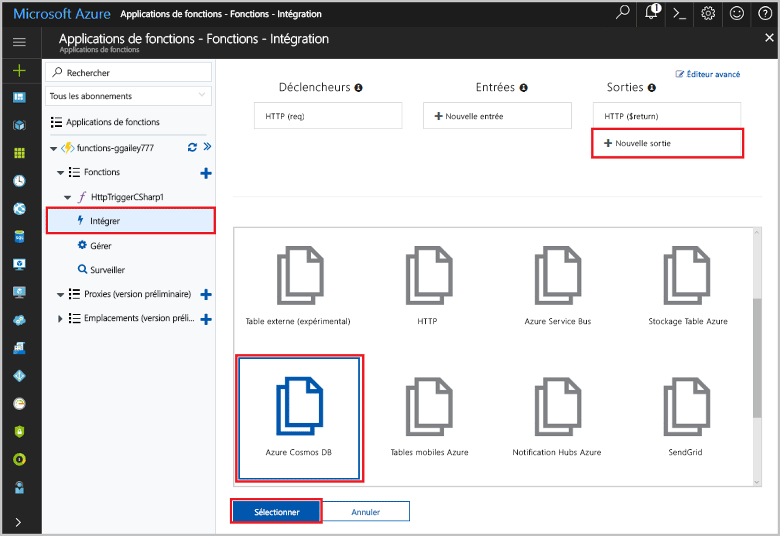 Microsoft Azure Applications de fonctions - Fonctions - Intégration
1
Applications de fonctions - Fonctions - Intégration
Applications de fonctions
Rechercher
Tous les abonnements
Applications de fonctions
functions-ggailey777
Fonctions
HttpTriggerCSharp1
Intégrer
Gérer
Surveiller
Proxies (version préliminaire)
Emplacements (version préli...
Éditeur avancé
Déclencheurs
Entrées
Sorties
HTTP (req)
Nouvelle entrée
HTTP ($return)
Nouvelle sortie
Table externe (expérimental)
HTTP
Azure Service Bus
Stockage Table Azure
Azure Cosmos DB
Tables mobiles Azure
Notification Hubs Azure
SendGrid
Sélectionner
Annuler